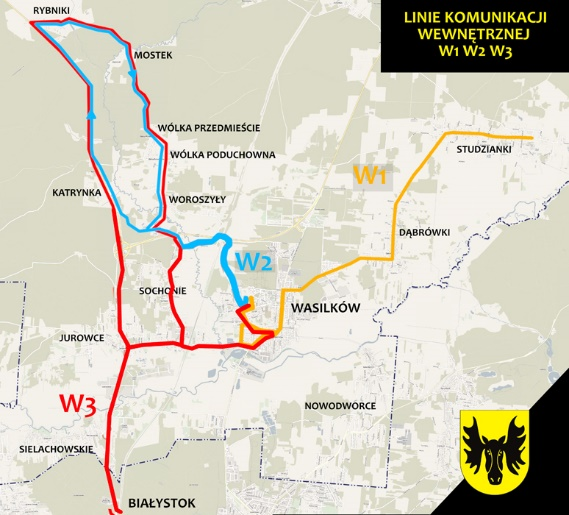 RYBNIKI
LINIE KOMUNIKACJI
WEWNĘTRZNEJ
W1 W2 W3
MOSTEK
WÓLKA PRZEDMIEŚCIE
WÓLKA PODUCHOWNA
STUDZIANKI
W1
KATRYNKA
WOROSZYŁY
DĄBRÓWKI
W2
SOCHONIE
WASILKÓW
JUROWCE
W3
NOWODWORCE
SIELACHOWSKIE
BIAŁYSTOK